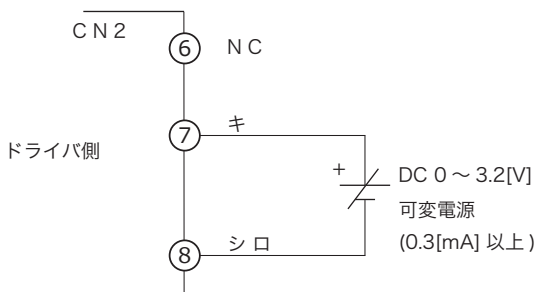 CN2
⑥ NC
⑦ キ
ドライバ側
+
DC 0 ～ 3.2[V]
可変電源
(0.3[mA] 以上)
⑧ シロ